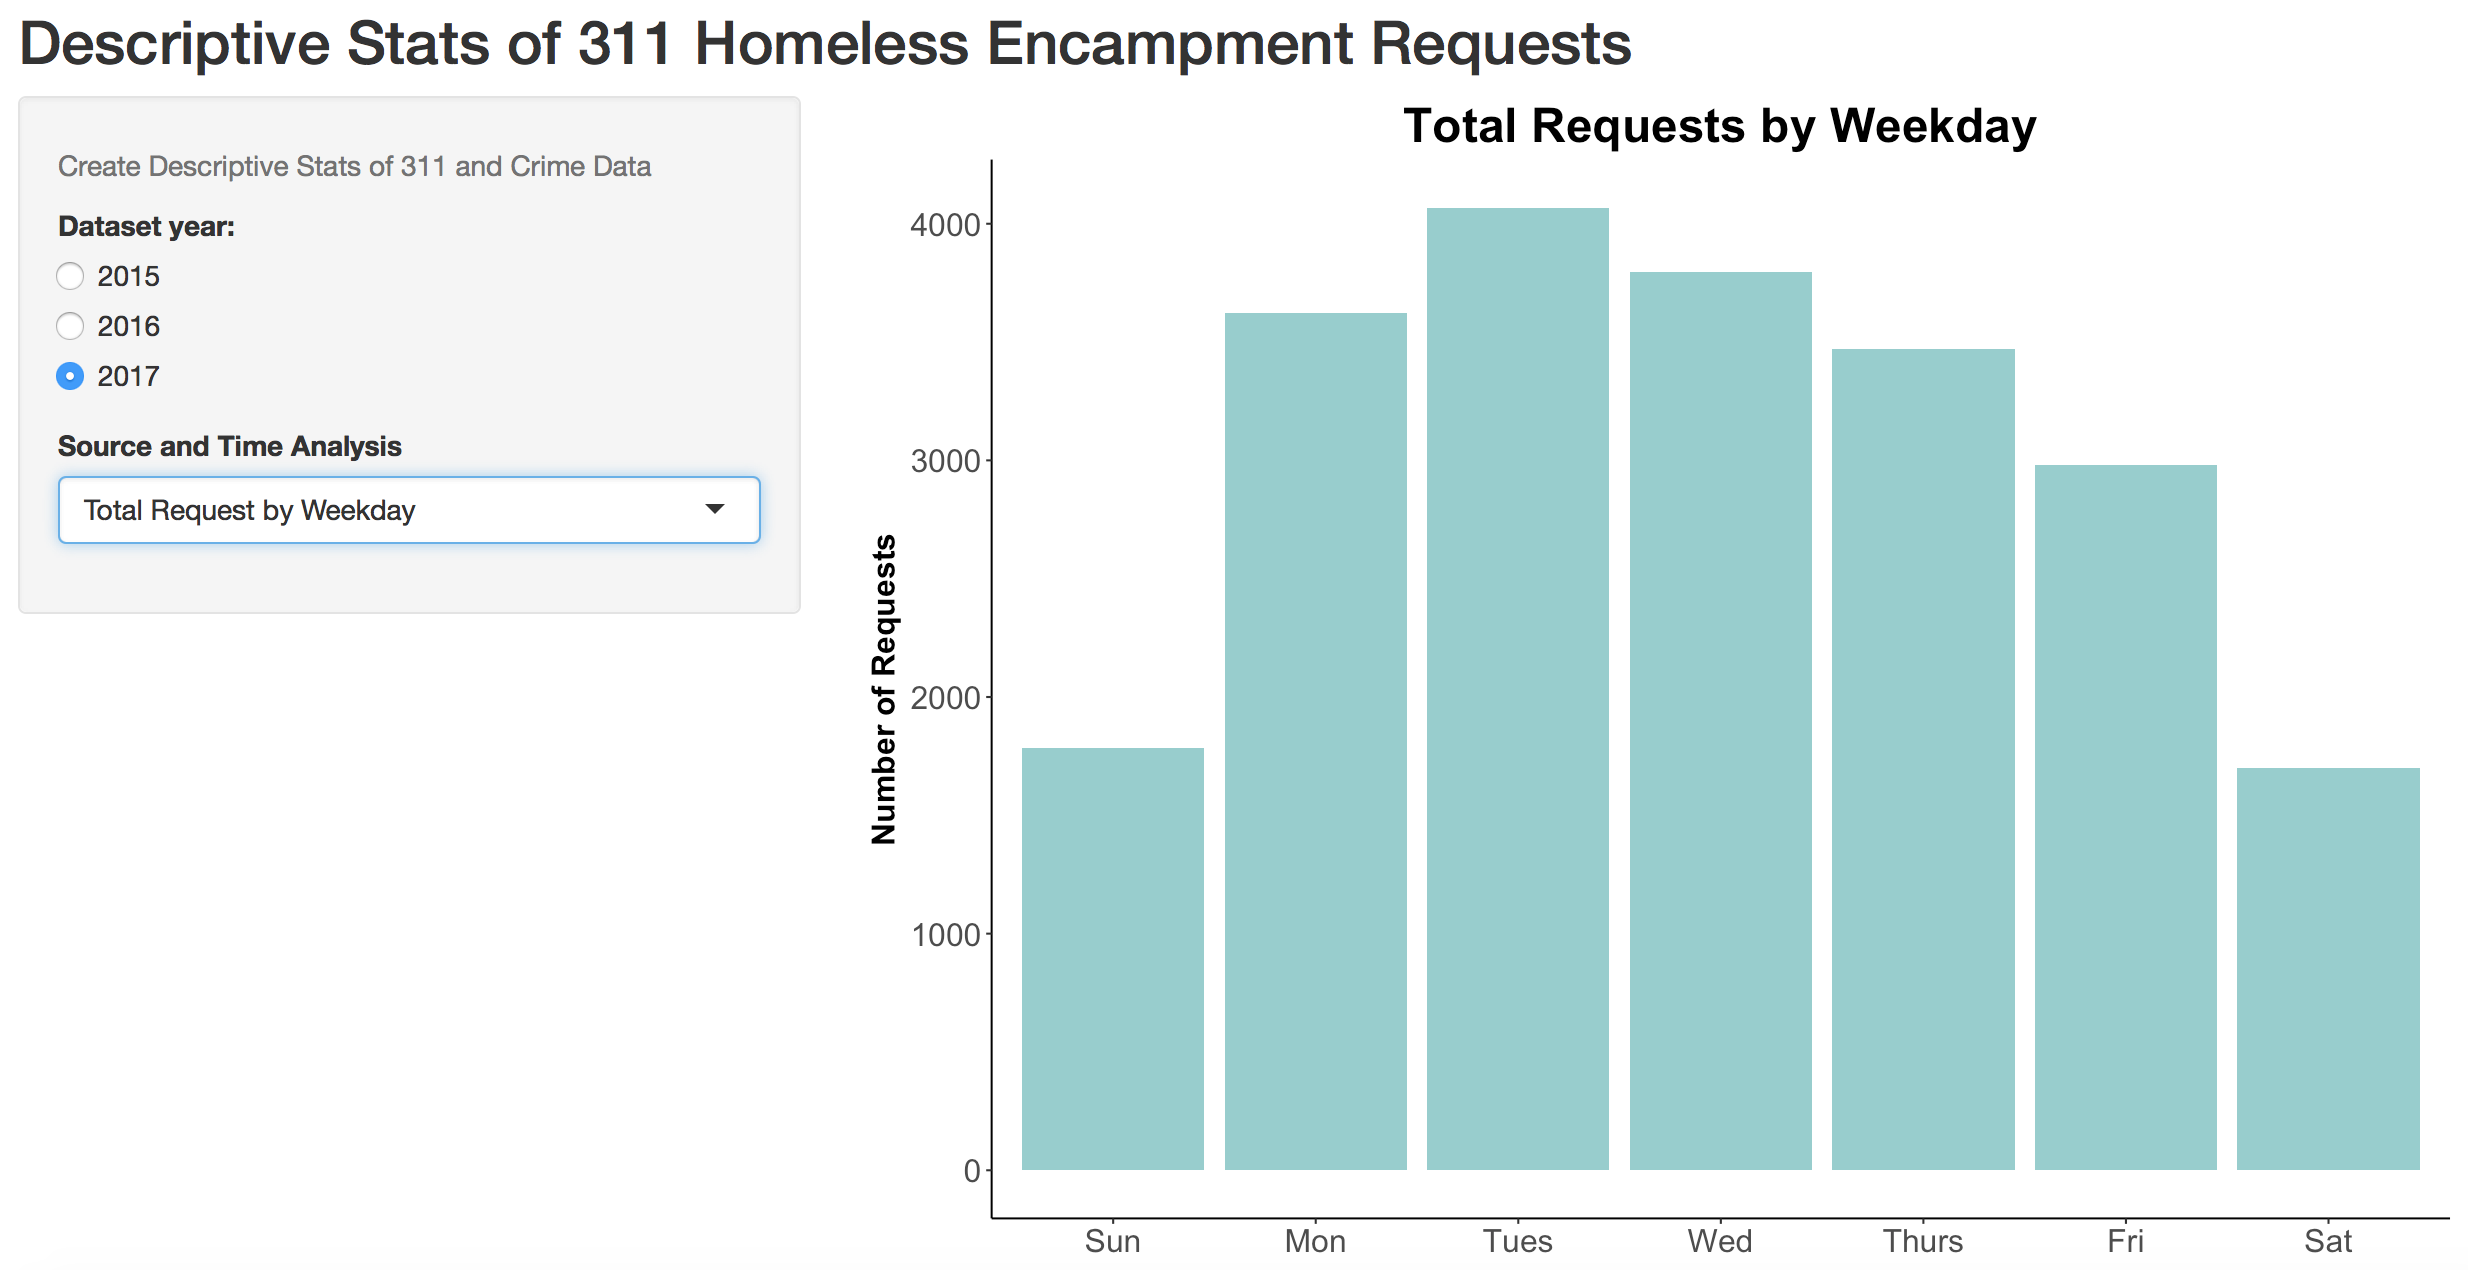 Descriptive Stats of 311 Homeless Encampment Requests
Create Descriptive Stats of 311 and Crime Data
Dataset year:
2015
2016
2017
Source and Time Analysis
Total Request by Weekday
Total Requests by Weekday
Number of Requests
4000
3000
2000
1000
0
Sun Mon Tues Wed Thurs Fri Sat